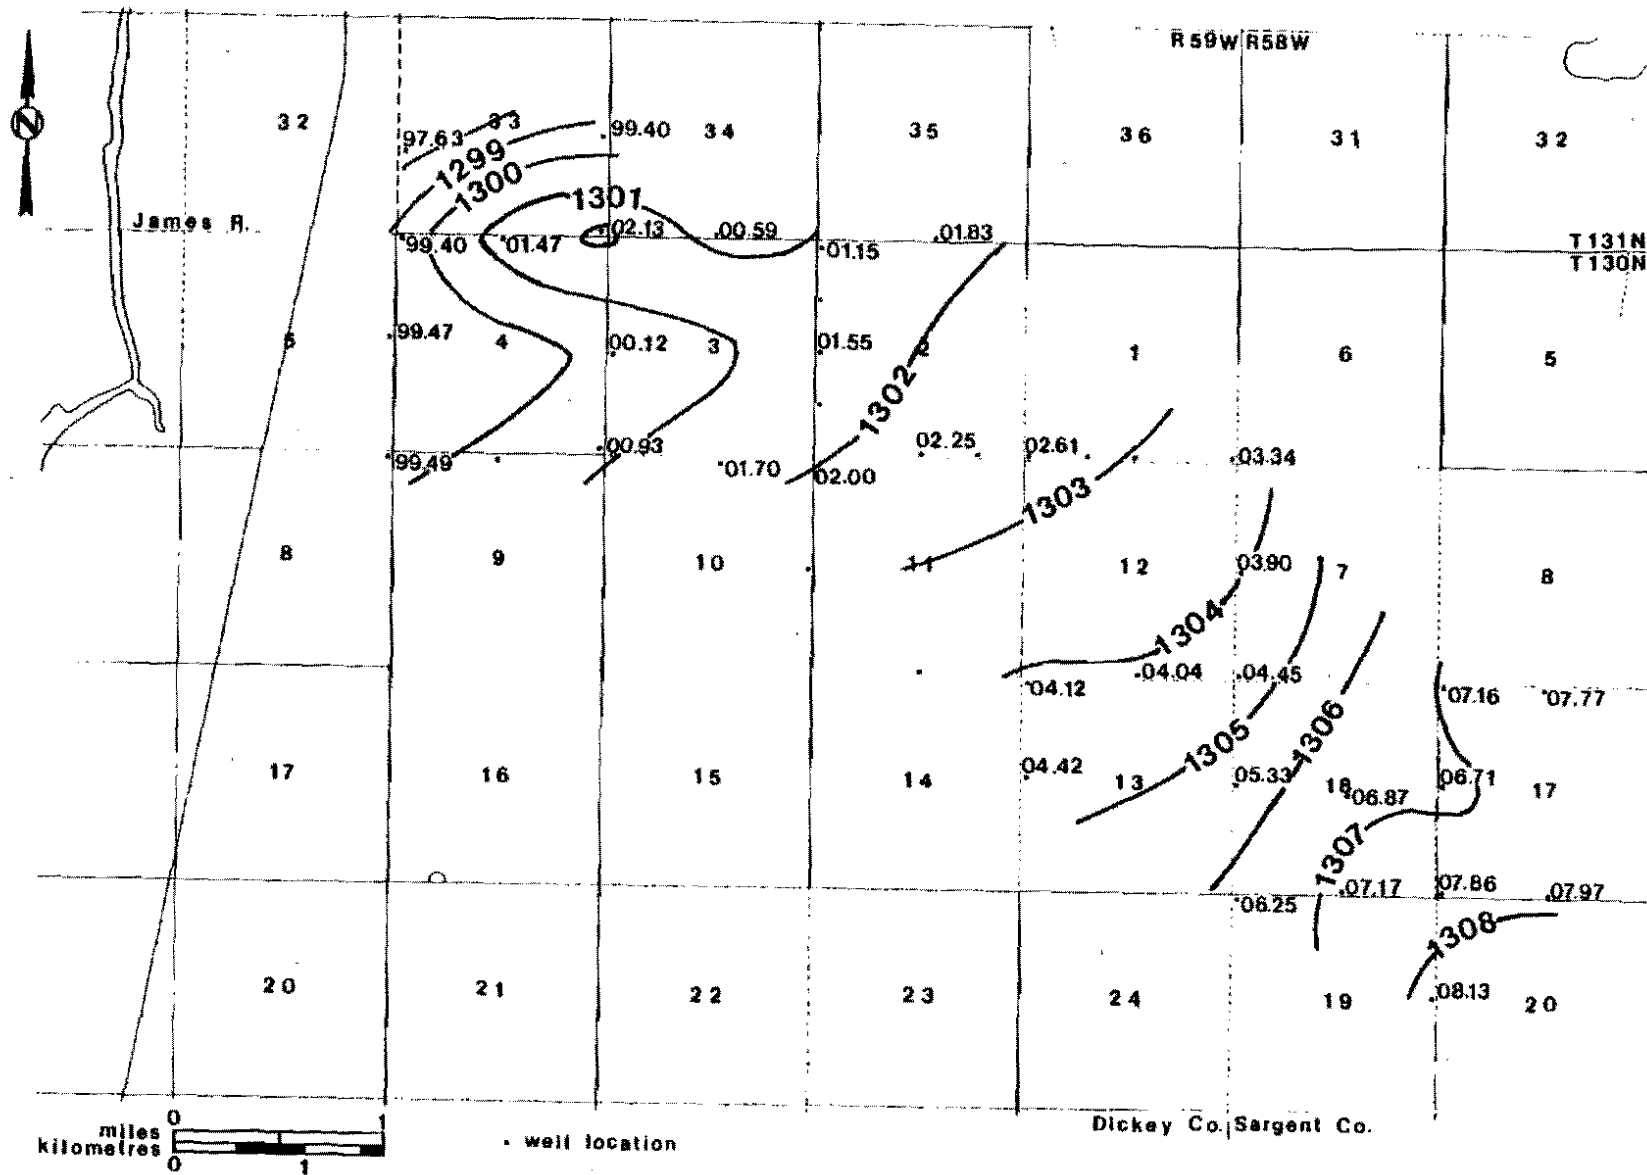 R59W R58W
N
32 33 34 35 36 31 32
97.63 99.40
1299
1300
1301
James R.
99.40 01.47 02.13 00.59 01.15 01.83
T131N
T130N
99.47 00.12 01.55
5 4 3 1 6 5
1302
99.49 00.93 01.70 02.00 02.25 02.61 03.34
1303
8 9 10 11 12 03.90 7 8
1304
04.12 04.04 04.45 07.16 07.77
1305 1306
17 16 15 14 04.42 13 05.33 18 06.87 06.71 17
1307
06.25 07.17 07.86 07.97
1308
20 21 22 23 24 19 08.13 20
0 1
miles
kilometres
0 1
. well location
Dickey Co. Sargent Co.